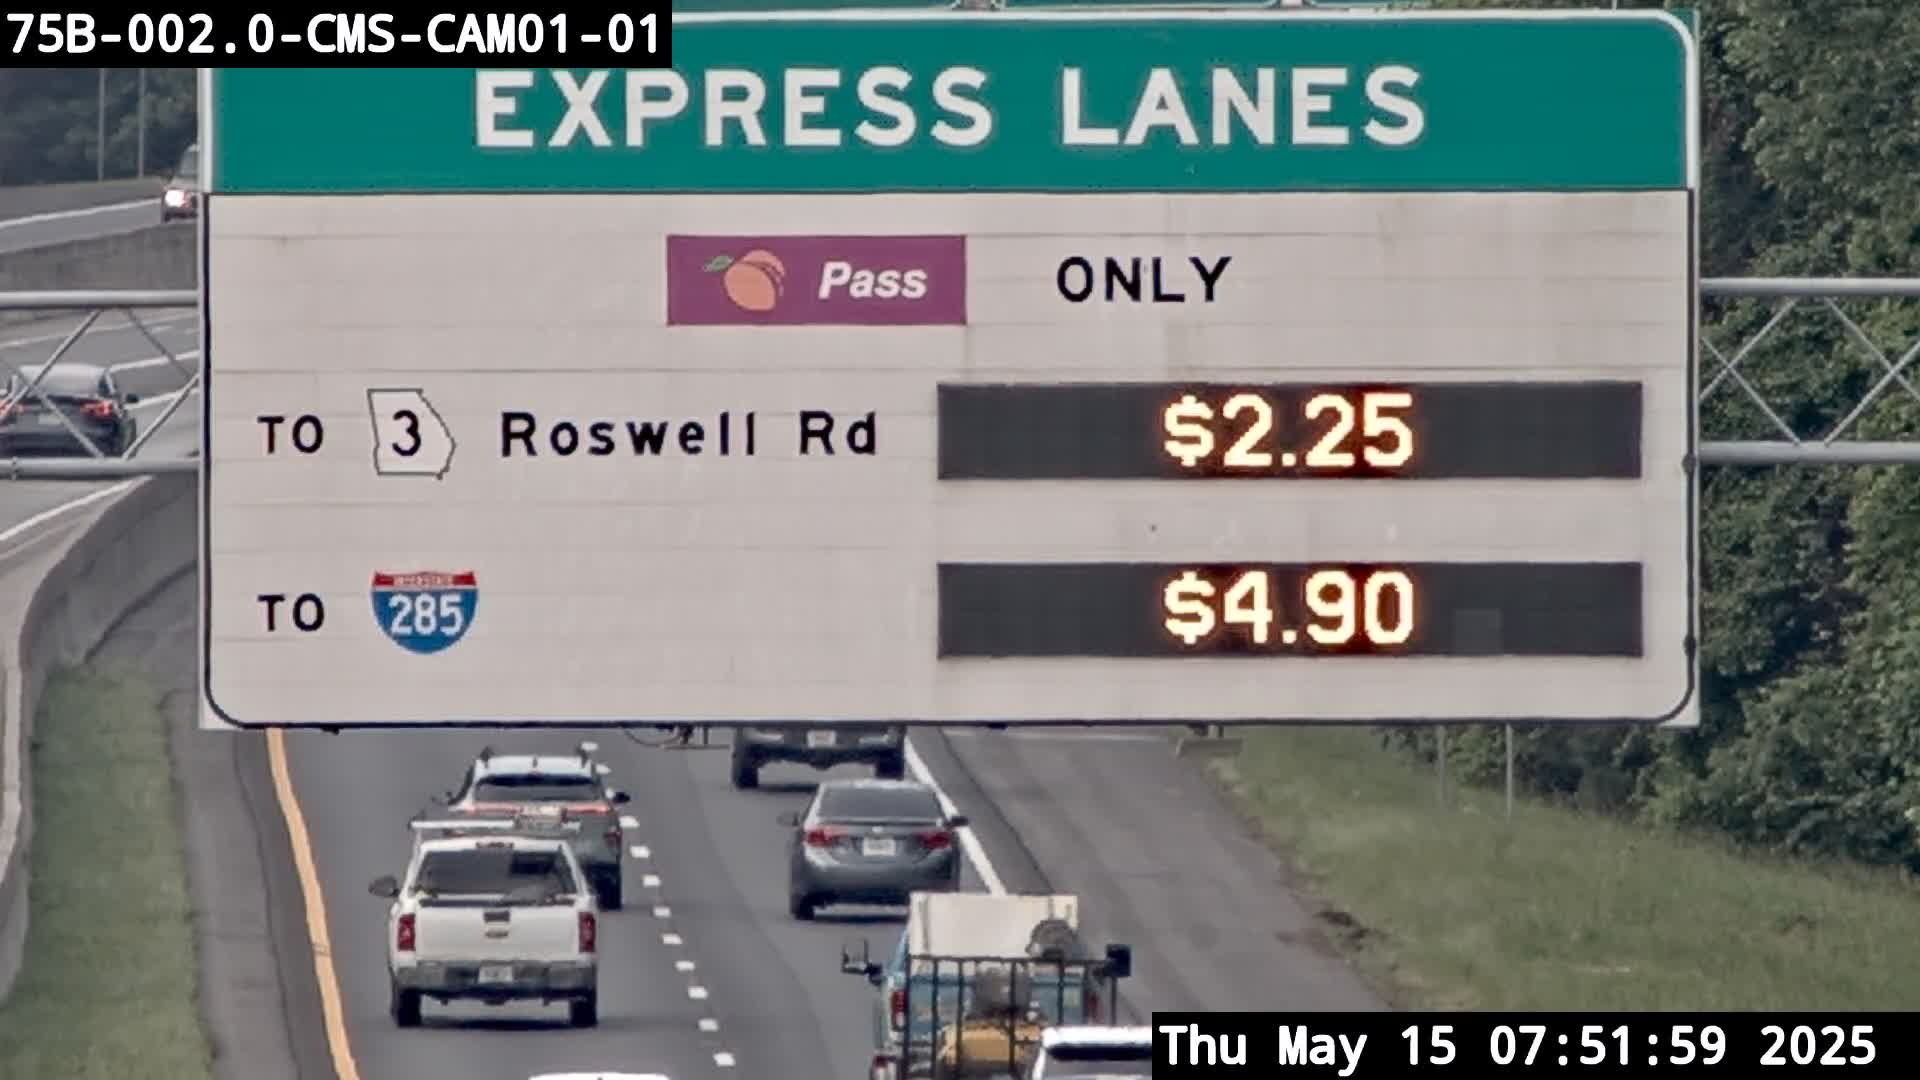 75B-002.0-CMS-CAM01-01
EXPRESS LANES
Pass ONLY
TO 3 Roswell Rd $2.25
TO INTERSTATE 285 $4.90
Thu May 15 07:51:59 2025